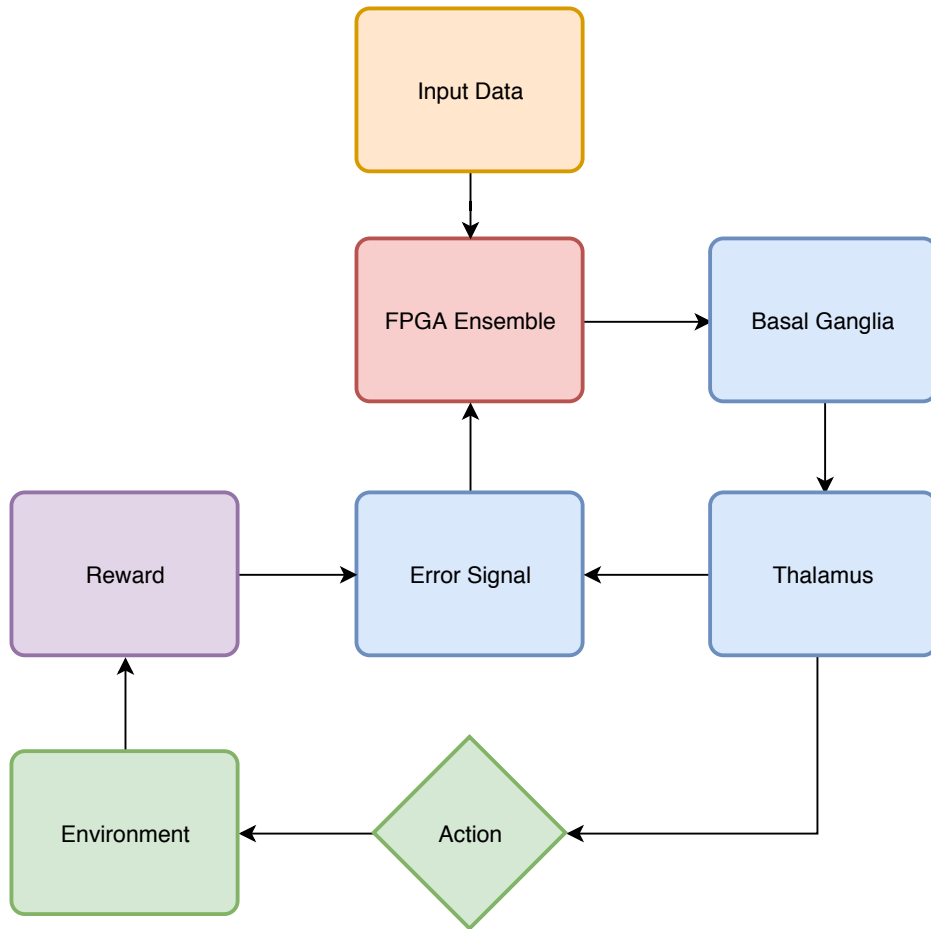 Input Data
FPGA Ensemble
Basal Ganglia
Reward
Error Signal
Thalamus
Environment
Action